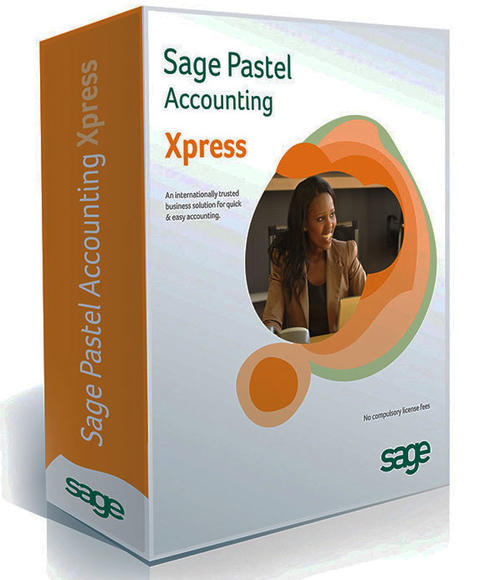 Sage Pastel Accounting Xpress
sage
Sage Pastel
Accounting
Xpress
An internationally trusted
business solution for quick
& easy accounting.
No compulsory license fees
sage